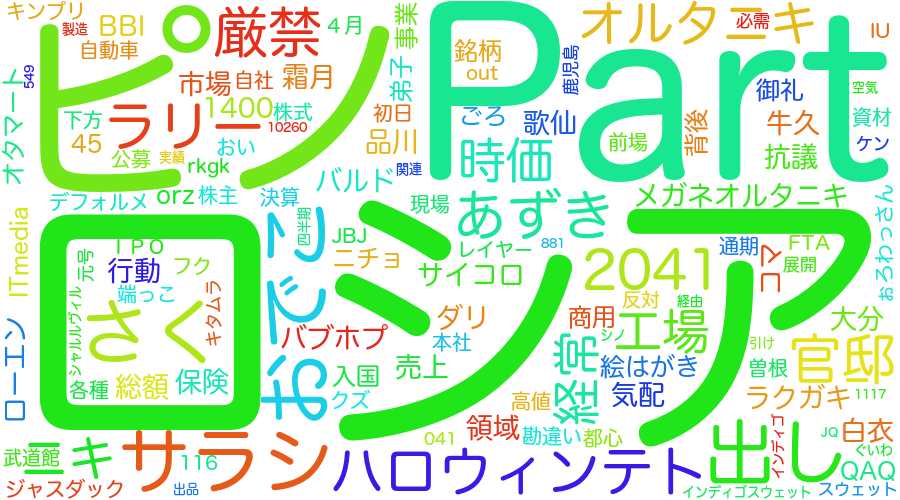 キンプリ
製造
BBI
自動車
ピノ
厳禁
4月
事業
Part
オルタニキ
必需
IU
549
オタマート
下方
45
ラリー
市場
自社
霜月
1400
株式
10260
弟子
銘柄
out
鹿児島
初日
品川
ごろ
歌仙
時価
前場
背後
御礼
牛久
抗議
空気
資材
ケン
公募
実績
rkgk
おい
関連
バルド
デフォルメ
orz
株主
決算
四半期
現場
あずき
メガネオルタニキ
おろわっさん
ITmedia
IPO
元号
行動
フク
端っこ
JBJ
ニチョ
レイヤー
881
サイコロ
2041
通期
コマ
FTA
展開
ロシア
おでこ
シャルルヴィル
さく
キタムラ
バブホプ
ダリ
本社
反対
経由
商用
工場
シノ
引け
大分
官邸
ローエン
各種
総額
保険
入国
クズ
売上
経常
絵はがき
気配
曽根
ラクガキ
1117
高値
領域
041
勘違い
都心
出し
インディゴ
JQ
白衣
ぐいわ
武道館
ニキ
サラシ
ハロウィンテト
QAQ
ジャスダック
116
出品
インディゴスウェット
スウェット